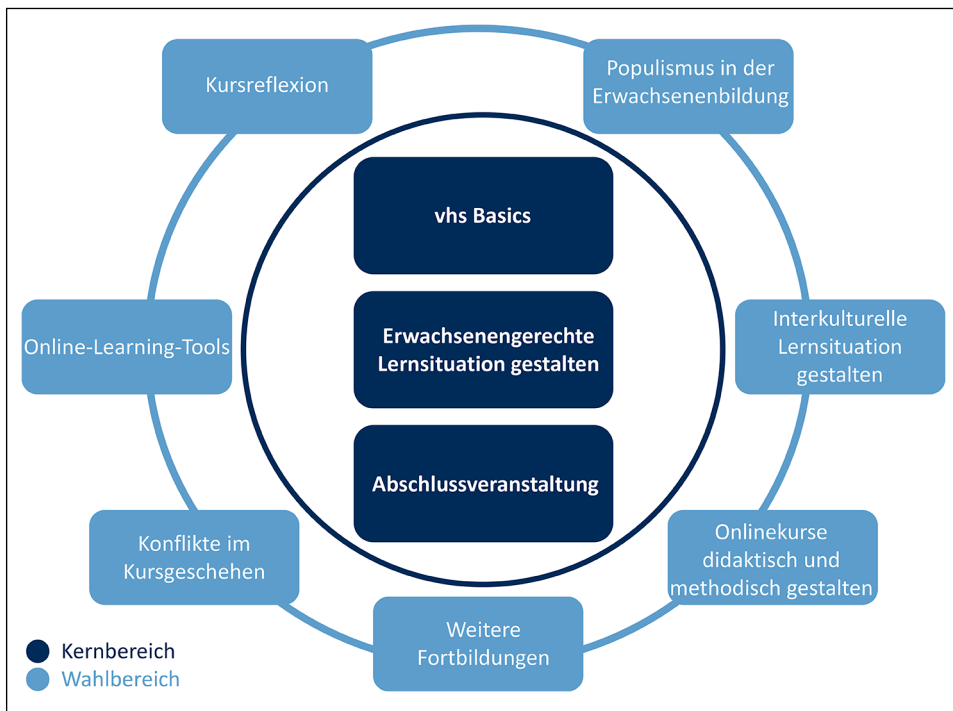 Kursreflexion
Populismus in der
Erwachsenenbildung
vhs Basics
Online-Learning-Tools
Erwachsenengerechte
Lernsituation gestalten
Interkulturelle
Lernsituation
gestalten
Abschlussveranstaltung
Konflikte im
Kursgeschehen
Onlinekurse
didaktisch und
methodisch gestalten
Weitere
Fortbildungen
Kernbereich
Wahlbereich